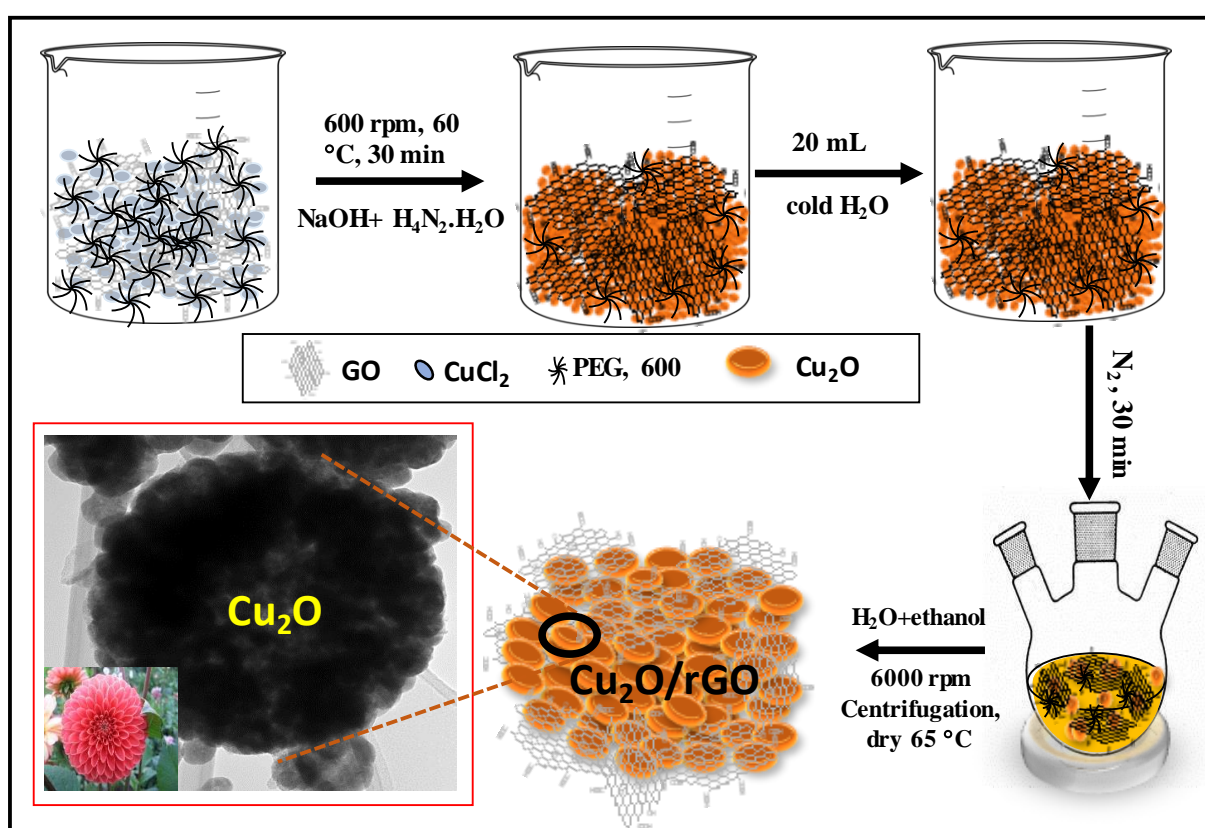 600 rpm, 60
°C, 30 min
NaOH+ H₄N₂.H₂O
20 mL
cold H₂O
GO
CuCl₂
PEG, 600
Cu₂O
N₂, 30 min
Cu₂O
Cu₂O/rGO
H₂O+ethanol
6000 rpm
Centrifugation,
dry 65 °C